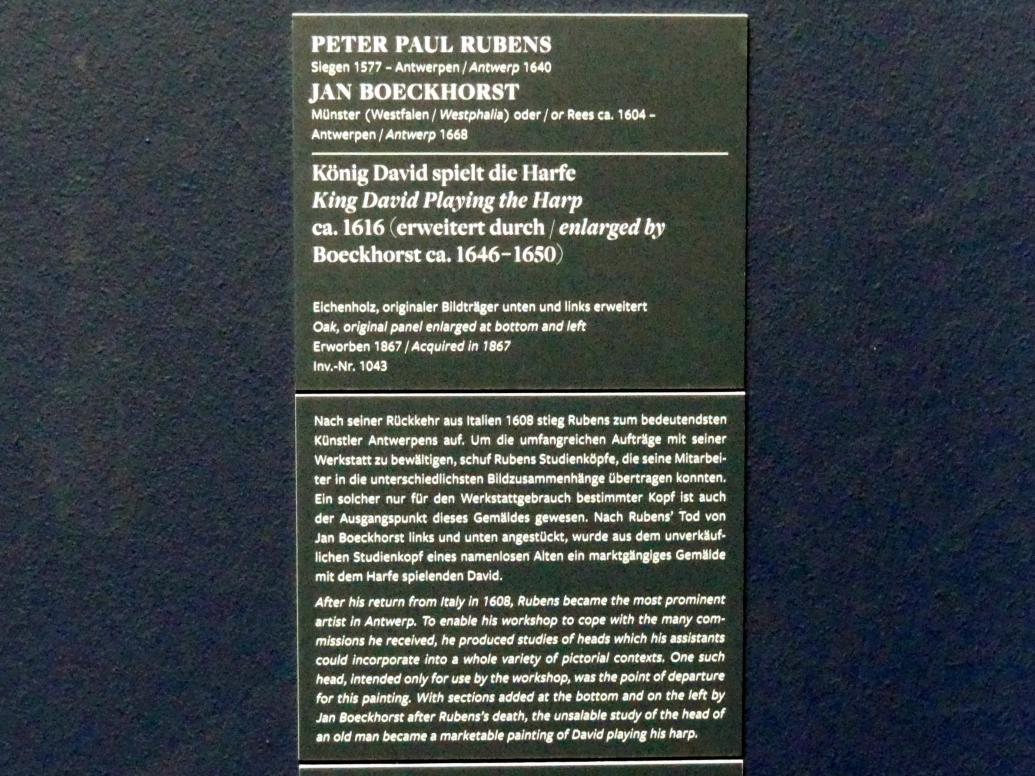 PETER PAUL RUBENS
Siegen 1577 – Antwerpen / Antwerp 1640
JAN BOECKHORST
Münster (Westfalen / Westphalia) oder / or Rees ca. 1604 –
Antwerpen / Antwerp 1668
König David spielt die Harfe
King David Playing the Harp
ca. 1616 (erweitert durch / enlarged by
Boeckhorst ca. 1646–1650)
Eichenholz, originaler Bildträger unten und links erweitert
Oak, original panel enlarged at bottom and left
Erworben 1867 / Acquired in 1867
Inv.-Nr. 1043
Nach seiner Rückkehr aus Italien 1608 stieg Rubens zum bedeutendsten
Künstler Antwerpens auf. Um die umfangreichen Aufträge mit seiner
Werkstatt zu bewältigen, schuf Rubens Studienköpfe, die seine Mitarbei-
ter in die unterschiedlichsten Bildzusammenhänge übertragen konnten.
Ein solcher nur für den Werkstattgebrauch bestimmter Kopf ist auch
der Ausgangspunkt dieses Gemäldes gewesen. Nach Rubens’ Tod von
Jan Boeckhorst links und unten angestückt, wurde aus dem unverkäuf-
lichen Studienkopf eines namenlosen Alten ein marktgängiges Gemälde
mit dem Harfe spielenden David.
After his return from Italy in 1608, Rubens became the most prominent
artist in Antwerp. To enable his workshop to cope with the many com-
missions he received, he produced studies of heads which his assistants
could incorporate into a whole variety of pictorial contexts. One such
head, intended only for use by the workshop, was the point of departure
for this painting. With sections added at the bottom and on the left by
Jan Boeckhorst after Rubens’s death, the unsalable study of the head of
an old man became a marketable painting of David playing his harp.